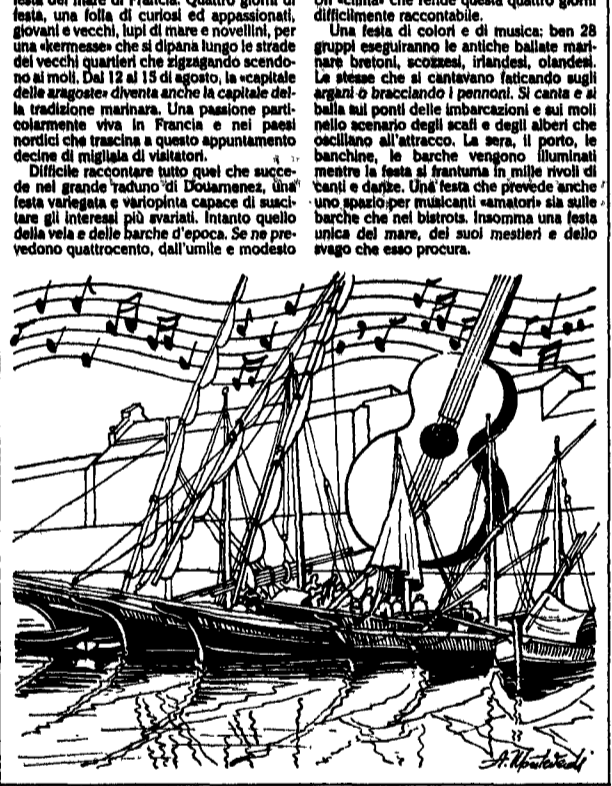 festa del mare di Francia. Quattro giorni di
festa, una folla di curiosi ed appassionati,
giovani e vecchi, lupi di mare e novellini, per
una «kermesse» che si dipana lungo le strade
dei vecchi quartieri che zigzagando scendo-
no ai moli. Dal 12 al 15 di agosto, la «capitale
delle aragoste» diventa anche la capitale del-
la tradizione marinara. Una passione parti-
colarmente viva in Francia e nei paesi
nordici che trascina a questo appuntamento
decine di migliaia di visitatori.
Difficile raccontare tutto quel che succe-
de nel grande raduno di Douarnenez, una
festa variegata e variopinta capace di susci-
tare gli interessi più svariati. Intanto quello
della vela e delle barche d'epoca. Se ne pre-
vedono quattrocento, dall'umile e modesto
Un «clima» che rende questa quattro giorni
difficilmente raccontabile.
Una festa di colori e di musica: ben 28
gruppi eseguiranno le antiche ballate mari-
nare bretoni, scozzesi, irlandesi, olandesi.
Le stesse che si cantavano faticando sugli
argani o bracciando i pennoni. Si canta e si
balla sui ponti delle imbarcazioni e sui moli
nello scenario degli scafi e degli alberi che
oscillano all'attracco. La sera, il porto, le
banchine, le barche vengono illuminati
mentre la festa si frantuma in mille rivoli di
canti e danze. Una festa che prevede anche
uno spazio per musicanti «amatori» sia sulle
barche che nei bistrots. Insomma una festa
unica del mare, dei suoi mestieri e dello
svago che esso procura.
A. Monteverdi